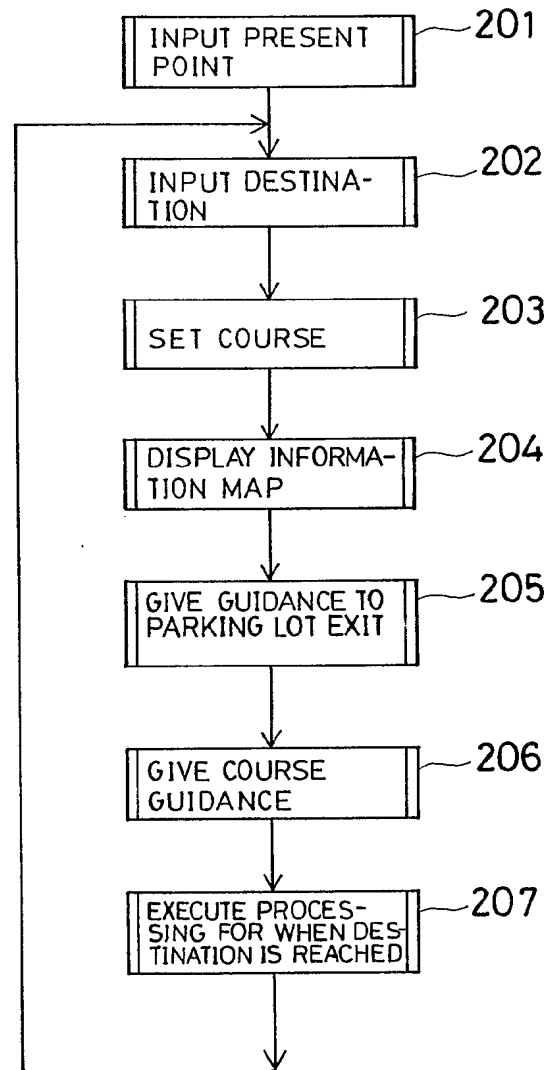 INPUT PRESENT
POINT
201
INPUT DESTINA-
TION
202
SET COURSE
203
DISPLAY INFORMA-
TION MAP
204
GIVE GUIDANCE TO
PARKING LOT EXIT
205
GIVE COURSE
GUIDANCE
206
EXECUTE PROCES-
SING FOR WHEN DES-
TINATION IS REACHED
207